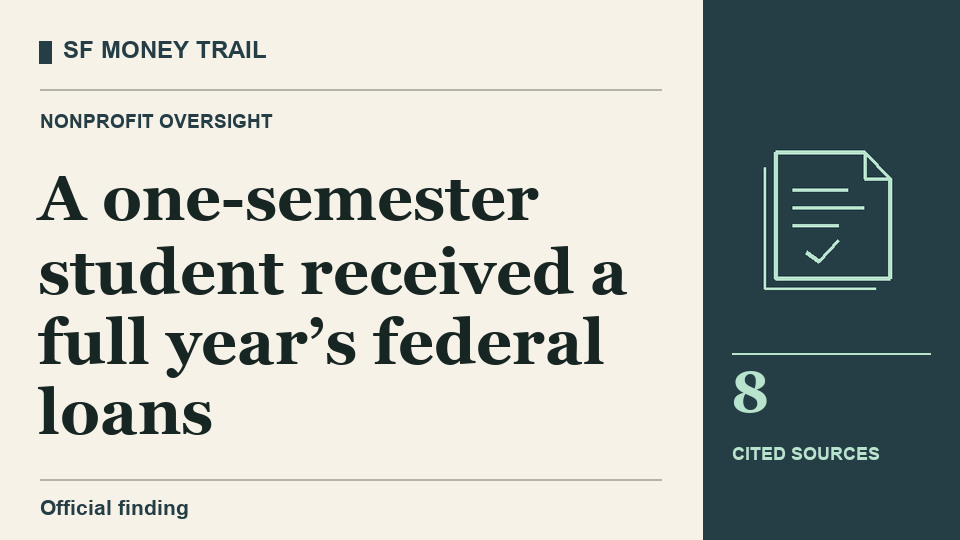 SF MONEY TRAIL
NONPROFIT OVERSIGHT
A one-semester
student received a
full year’s federal
loans
Official finding
8
CITED SOURCES